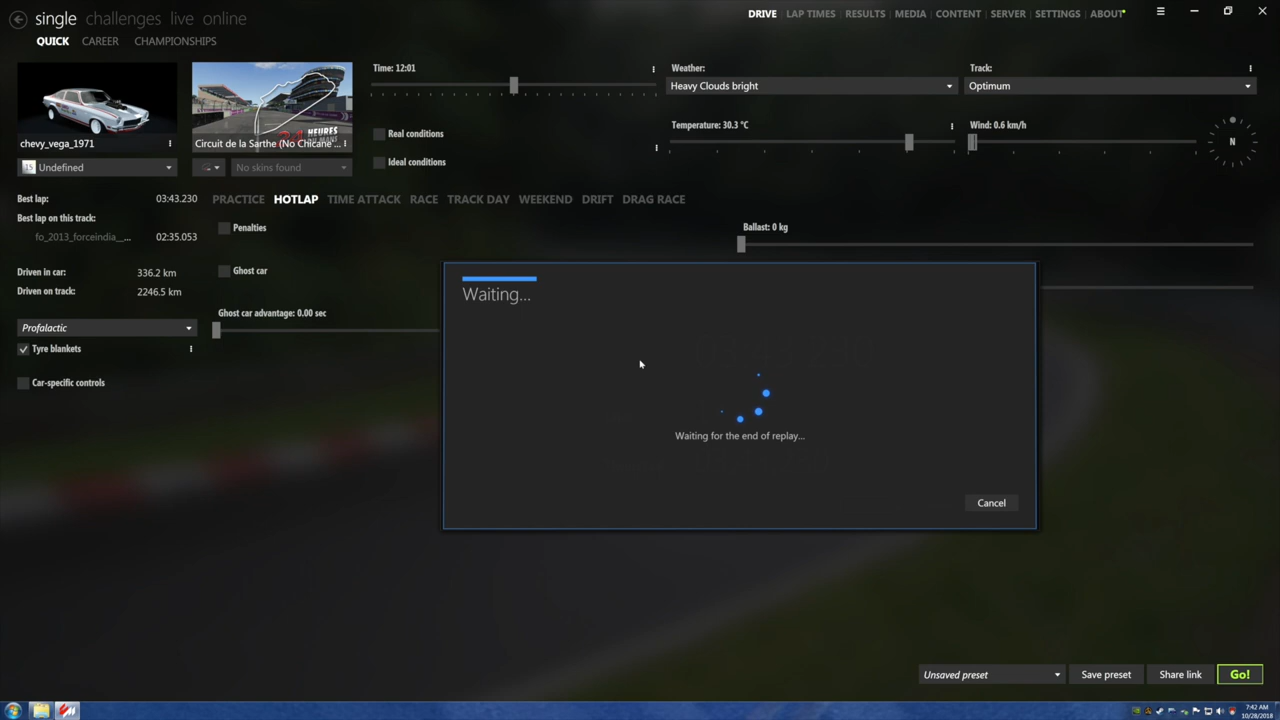 single challenges live online
DRIVE LAP TIMES RESULTS MEDIA CONTENT SERVER SETTINGS ABOUT
QUICK CAREER CHAMPIONSHIPS
chevy_vega_1971
Circuit de la Sarthe (No Chicane'...
Undefined
No skins found
Time: 12:01
Real conditions
Ideal conditions
Weather:
Heavy Clouds bright
Track:
Optimum
Temperature: 30.3 °C
Wind: 0.6 km/h
N
Best lap: 03:43.230
Best lap on this track:
fo_2013_forceindia__... 02:35.053
Driven in car: 336.2 km
Driven on track: 2246.5 km
Profalactic
Tyre blankets
Car-specific controls
PRACTICE HOTLAP TIME ATTACK RACE TRACK DAY WEEKEND DRIFT DRAG RACE
Penalties
Ballast: 0 kg
Ghost car
Ghost car advantage: 0.00 sec
Waiting...
Waiting for the end of replay...
Cancel
Unsaved preset Save preset Share link Go!
7:42 AM
10/28/2018